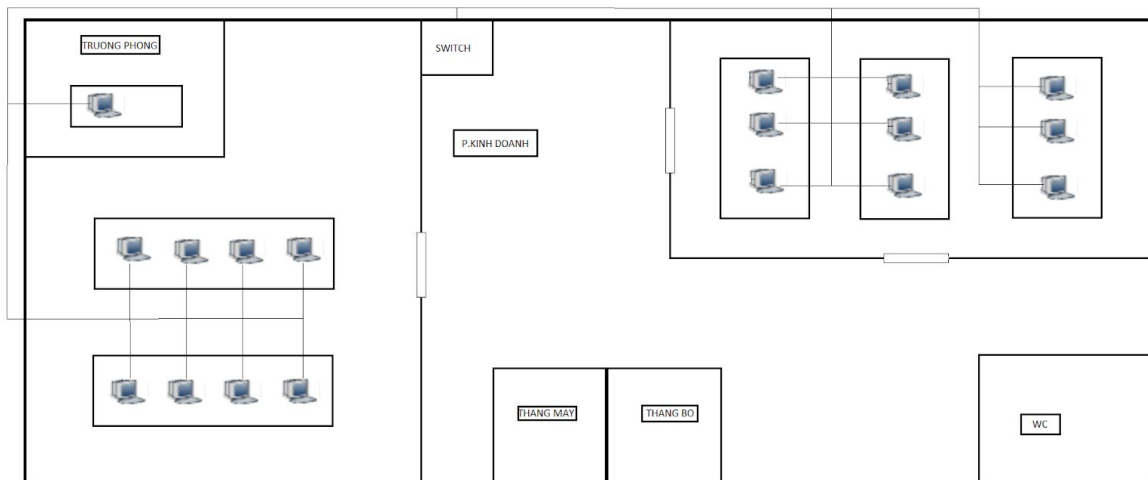 TRUONG PHONG
SWITCH
P.KINH DOANH
THANG MAY
THANG BO
WC